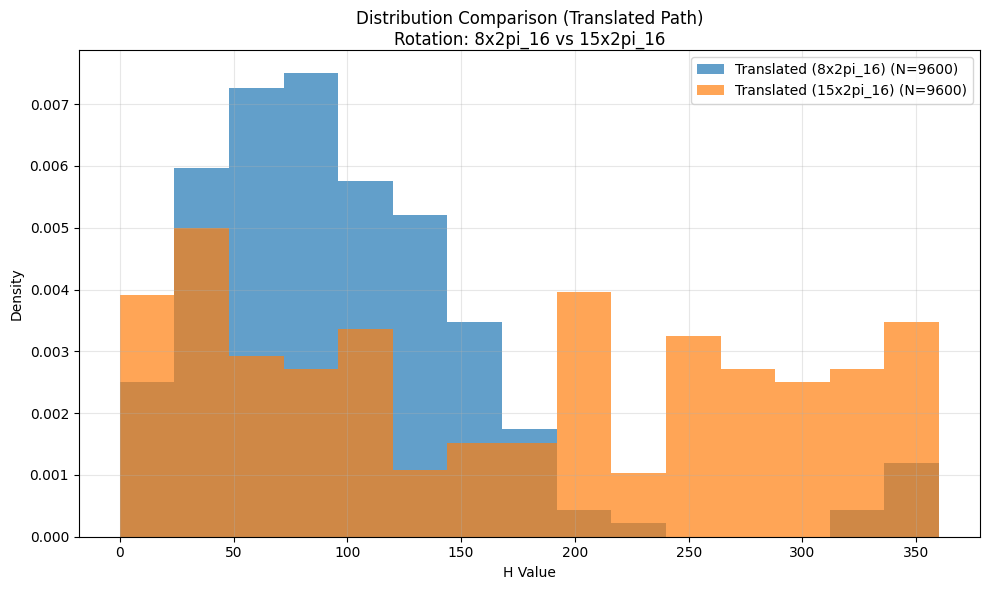 Distribution Comparison (Translated Path)
Rotation: 8x2pi_16 vs 15x2pi_16
Translated (8x2pi_16) (N=9600)
Translated (15x2pi_16) (N=9600)
0.007
0.006
0.005
0.004
0.003
0.002
0.001
0.000
Density
0 50 100 150 200 250 300 350
H Value